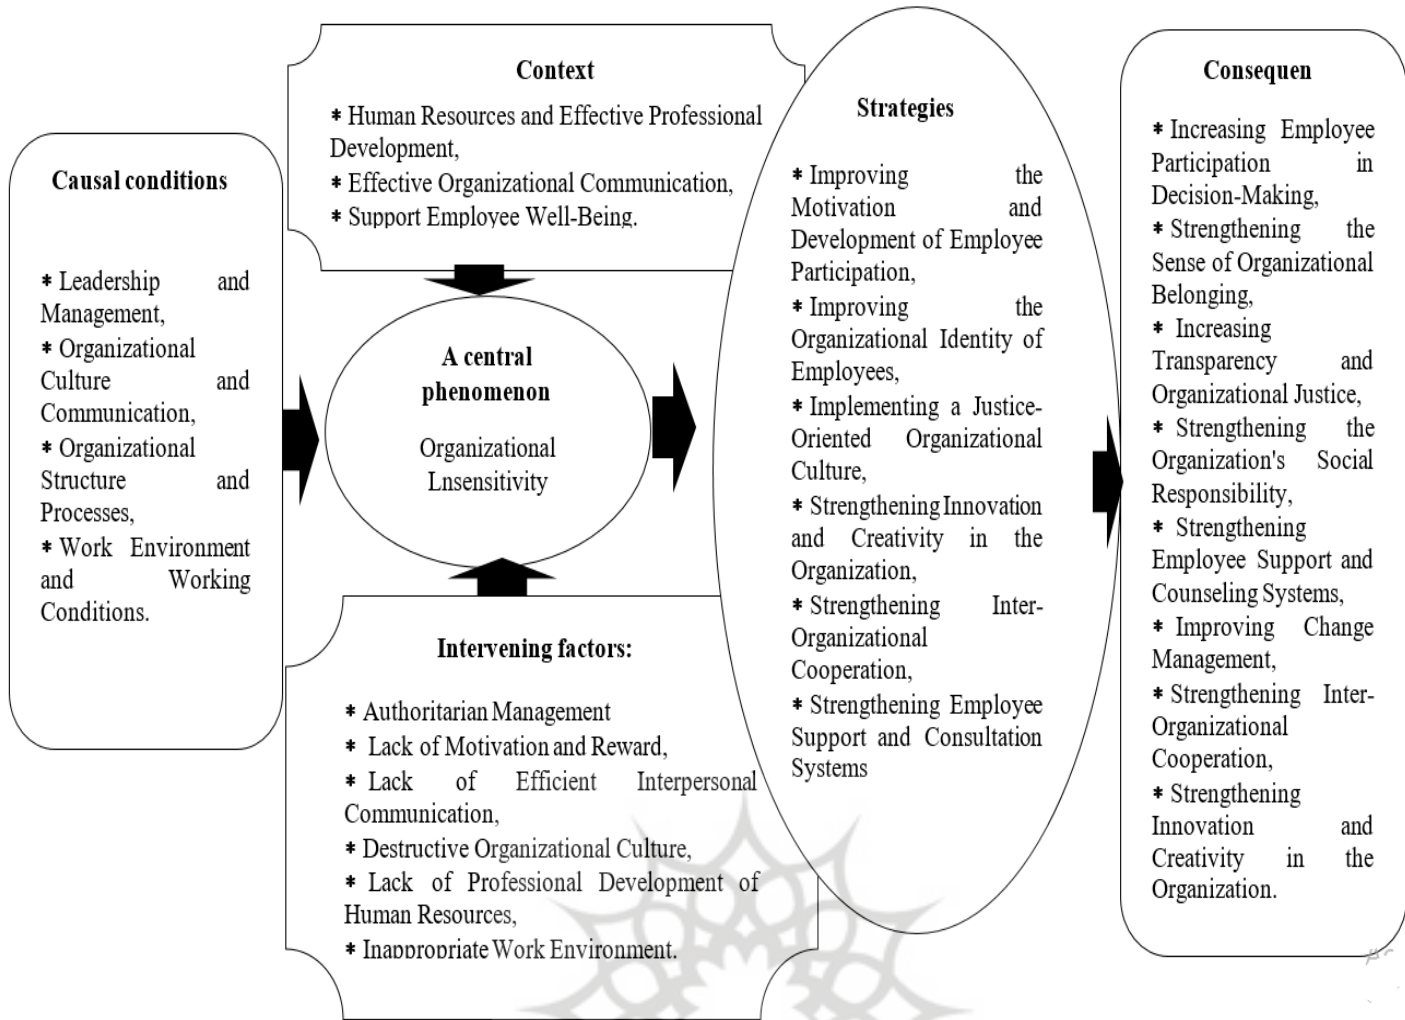 Causal conditions
* Leadership and
Management,
* Organizational
Culture and
Communication,
* Organizational
Structure and
Processes,
* Work Environment
and Working
Conditions.
Context
* Human Resources and Effective Professional
Development,
* Effective Organizational Communication,
* Support Employee Well-Being.
A central
phenomenon
Organizational
Lnsensitivity
Intervening factors:
* Authoritarian Management
* Lack of Motivation and Reward,
* Lack of Efficient Interpersonal
Communication,
* Destructive Organizational Culture,
* Lack of Professional Development of
Human Resources,
* Inappropriate Work Environment.
Strategies
* Improving the
Motivation and
Development of Employee
Participation,
* Improving the
Organizational Identity of
Employees,
* Implementing a Justice-
Oriented Organizational
Culture,
* Strengthening Innovation
and Creativity in the
Organization,
* Strengthening Inter-
Organizational
Cooperation,
* Strengthening Employee
Support and Consultation
Systems
Consequen
* Increasing Employee
Participation in
Decision-Making,
* Strengthening the
Sense of Organizational
Belonging,
* Increasing
Transparency and
Organizational Justice,
* Strengthening the
Organization's Social
Responsibility,
* Strengthening
Employee Support and
Counseling Systems,
* Improving Change
Management,
* Strengthening Inter-
Organizational
Cooperation,
* Strengthening
Innovation and
Creativity in the
Organization.